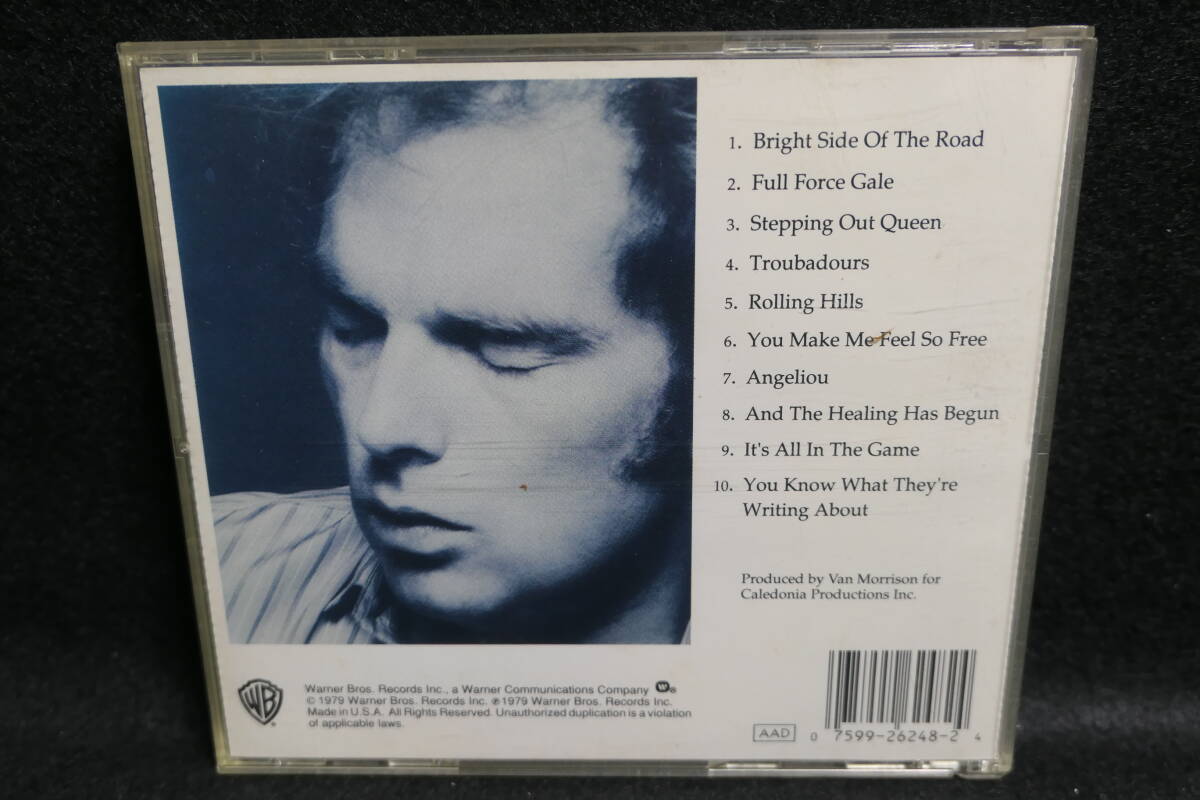 1. Bright Side Of The Road
2. Full Force Gale
3. Stepping Out Queen
4. Troubadours
5. Rolling Hills
6. You Make Me Feel So Free
7. Angeliou
8. And The Healing Has Begun
9. It's All In The Game
10. You Know What They're
Writing About
Produced by Van Morrison for
Caledonia Productions Inc.
WB
Warner Bros. Records Inc., a Warner Communications Company
© 1979 Warner Bros. Records Inc. ℗ 1979 Warner Bros. Records Inc.
Made in U.S.A. All Rights Reserved. Unauthorized duplication is a violation
of applicable laws.
AAD
0 7599-26248-2 4